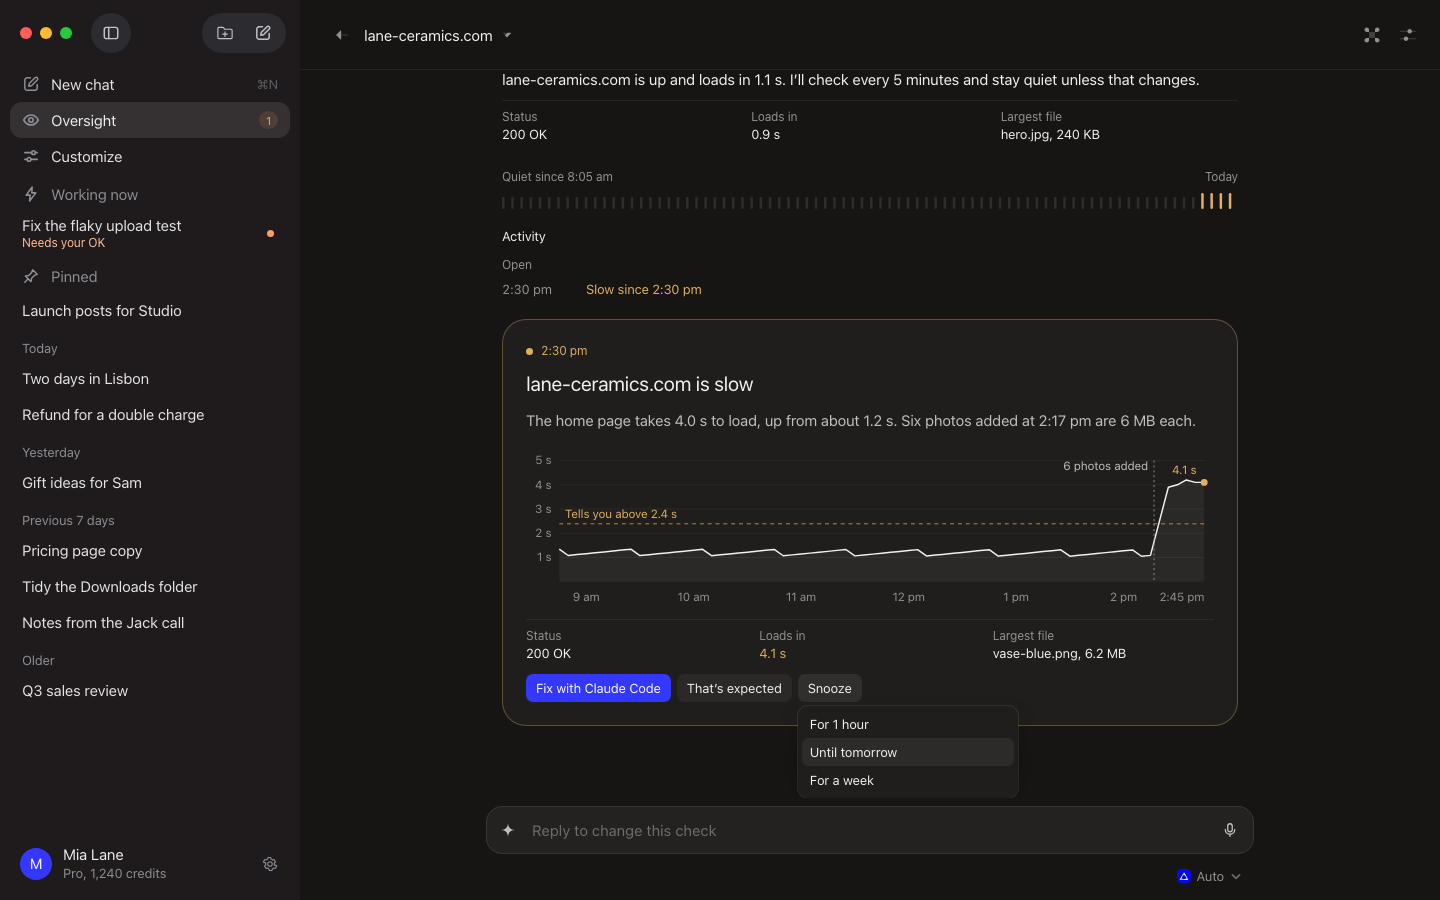 New chat
⌘N
Oversight
1
Customize
Working now
Fix the flaky upload test
Needs your OK
Pinned
Launch posts for Studio
Today
Two days in Lisbon
Refund for a double charge
Yesterday
Gift ideas for Sam
Previous 7 days
Pricing page copy
Tidy the Downloads folder
Notes from the Jack call
Older
Q3 sales review
M
Mia Lane
Pro, 1,240 credits
lane-ceramics.com
lane-ceramics.com is up and loads in 1.1 s. I’ll check every 5 minutes and stay quiet unless that changes.
Status
Loads in
Largest file
200 OK
0.9 s
hero.jpg, 240 KB
Quiet since 8:05 am
Today
Activity
Open
2:30 pm
Slow since 2:30 pm
2:30 pm
lane-ceramics.com is slow
The home page takes 4.0 s to load, up from about 1.2 s. Six photos added at 2:17 pm are 6 MB each.
5 s
6 photos added
4.1 s
4 s
3 s
Tells you above 2.4 s
2 s
1 s
9 am
10 am
11 am
12 pm
1 pm
2 pm
2:45 pm
Status
Loads in
Largest file
200 OK
4.1 s
vase-blue.png, 6.2 MB
Fix with Claude Code
That’s expected
Snooze
For 1 hour
Until tomorrow
For a week
Reply to change this check
Auto